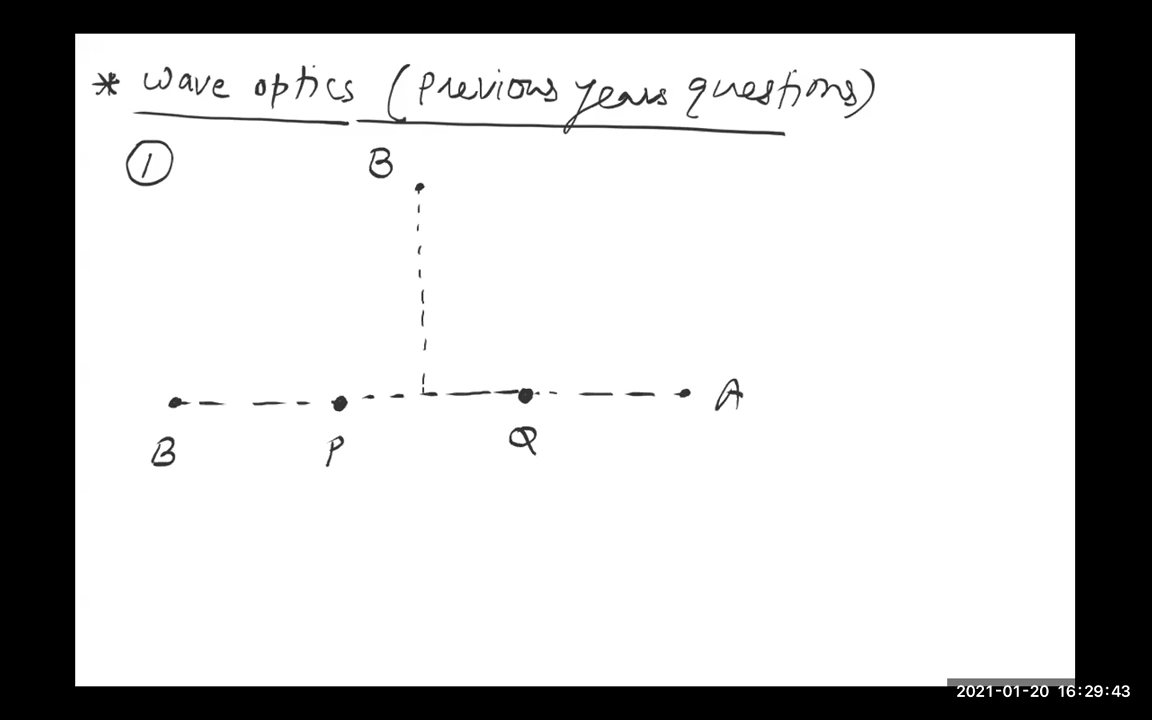 * Wave optics (Previous years questions)
①
B
A
B P Q
2021-01-20 16:29:43